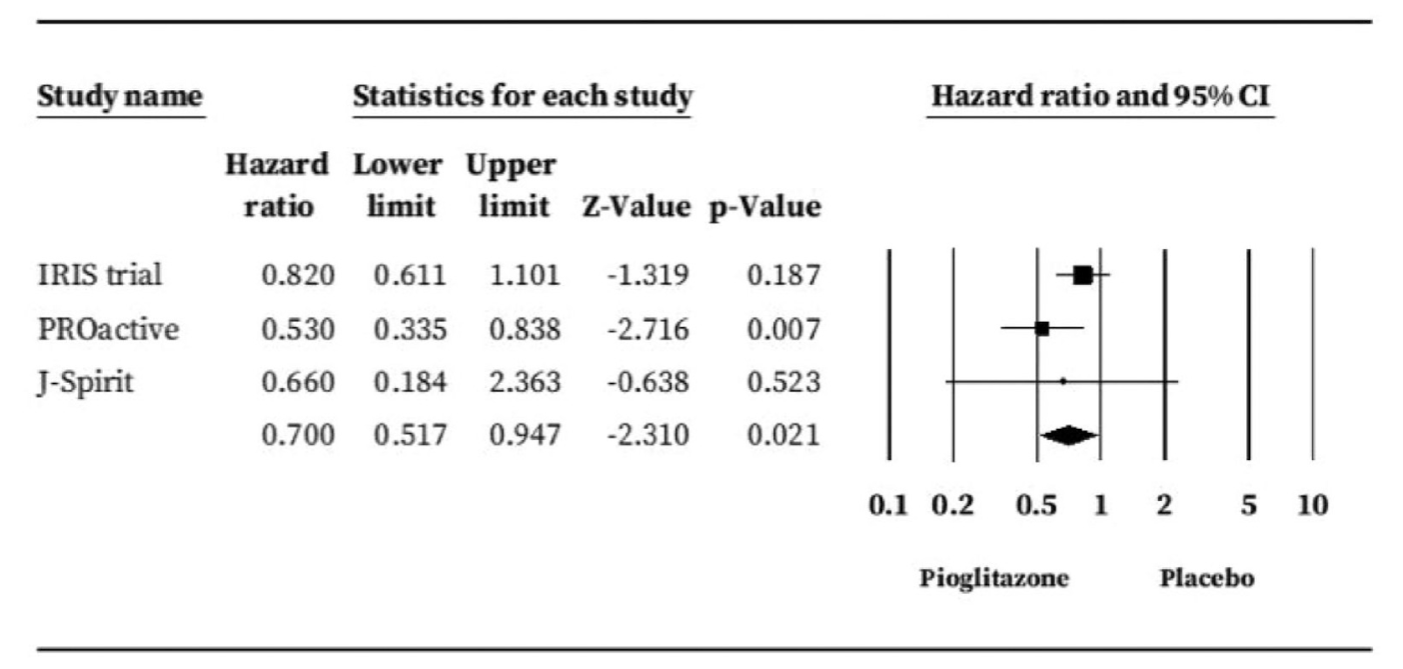 Study name Statistics for each study Hazard ratio and 95% CI
Hazard Lower Upper
ratio limit limit Z-Value p-Value
IRIS trial 0.820 0.611 1.101 -1.319 0.187
PROactive 0.530 0.335 0.838 -2.716 0.007
J-Spirit 0.660 0.184 2.363 -0.638 0.523
0.700 0.517 0.947 -2.310 0.021
0.1 0.2 0.5 1 2 5 10
Pioglitazone Placebo